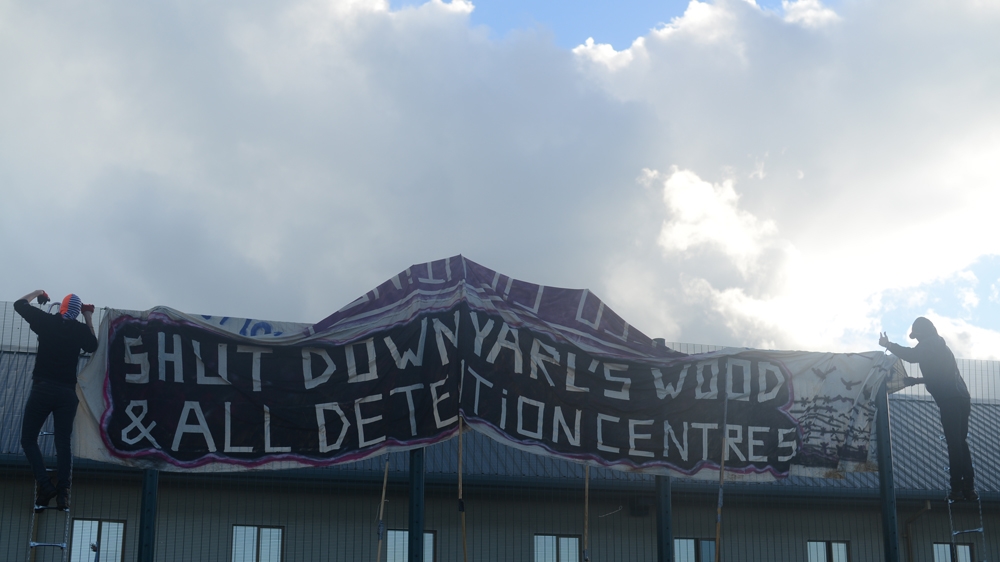 SHUT DOWN YARL'S WOOD
& ALL DETENTION CENTRES